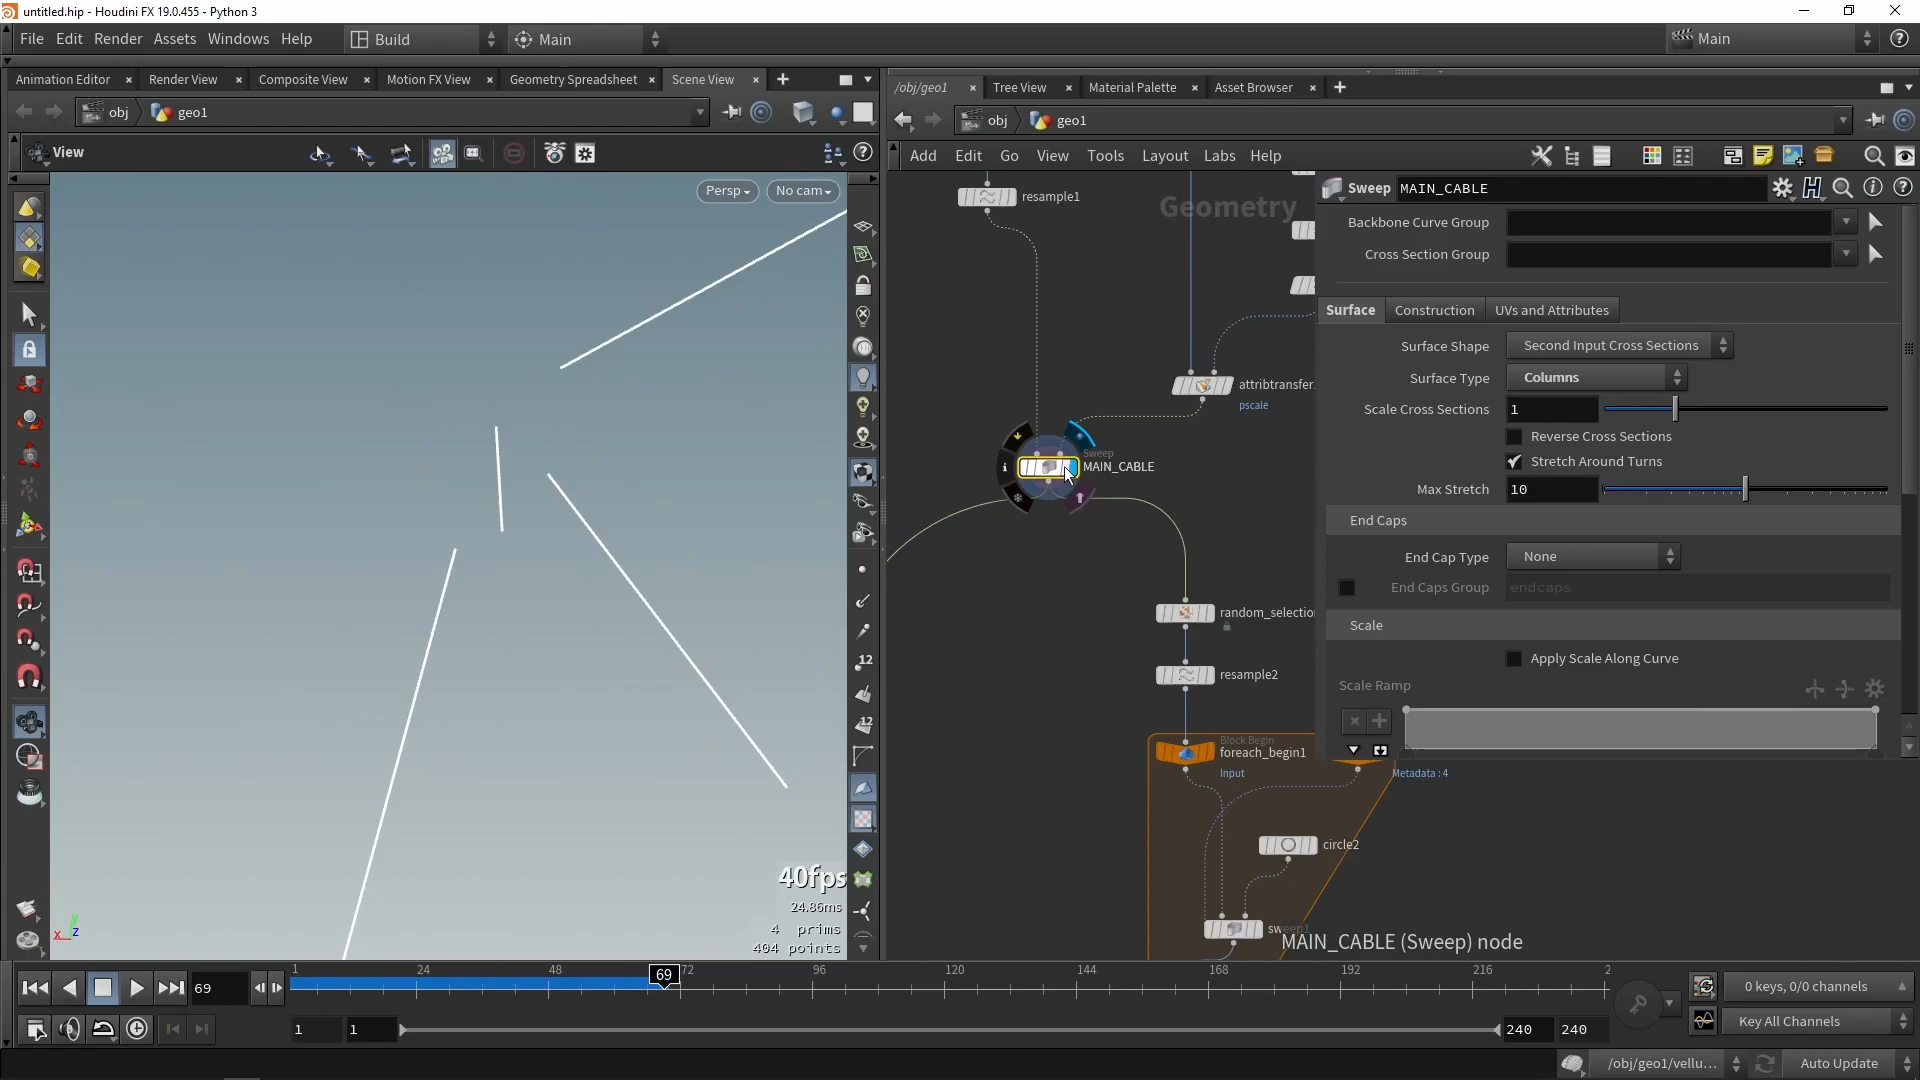 untitled.hip - Houdini FX 19.0.455 - Python 3
File Edit Render Assets Windows Help Build Main Main
Animation Editor Render View Composite View Motion FX View Geometry Spreadsheet Scene View
/obj/geo1 Tree View Material Palette Asset Browser
obj geo1
obj geo1
View
Add Edit Go View Tools Layout Labs Help
Persp No cam
Geometry
resample1
attribtransfer
pscale
Sweep
MAIN_CABLE
random_selectio
resample2
Block Begin
foreach_begin1
Input
Metadata : 4
circle2
sweep1
MAIN_CABLE (Sweep) node
Sweep MAIN_CABLE
Backbone Curve Group
Cross Section Group
Surface Construction UVs and Attributes
Surface Shape Second Input Cross Sections
Surface Type Columns
Scale Cross Sections 1
Reverse Cross Sections
Stretch Around Turns
Max Stretch 10
End Caps
End Cap Type None
End Caps Group endcaps
Scale
Apply Scale Along Curve
Scale Ramp
12
12
40fps
24.86ms
4 prims
404 points
y
x z
1 24 48 69 72 96 120 144 168 192 216 2
69
1 1 240 240
0 keys, 0/0 channels
Key All Channels
/obj/geo1/vellu...
Auto Update